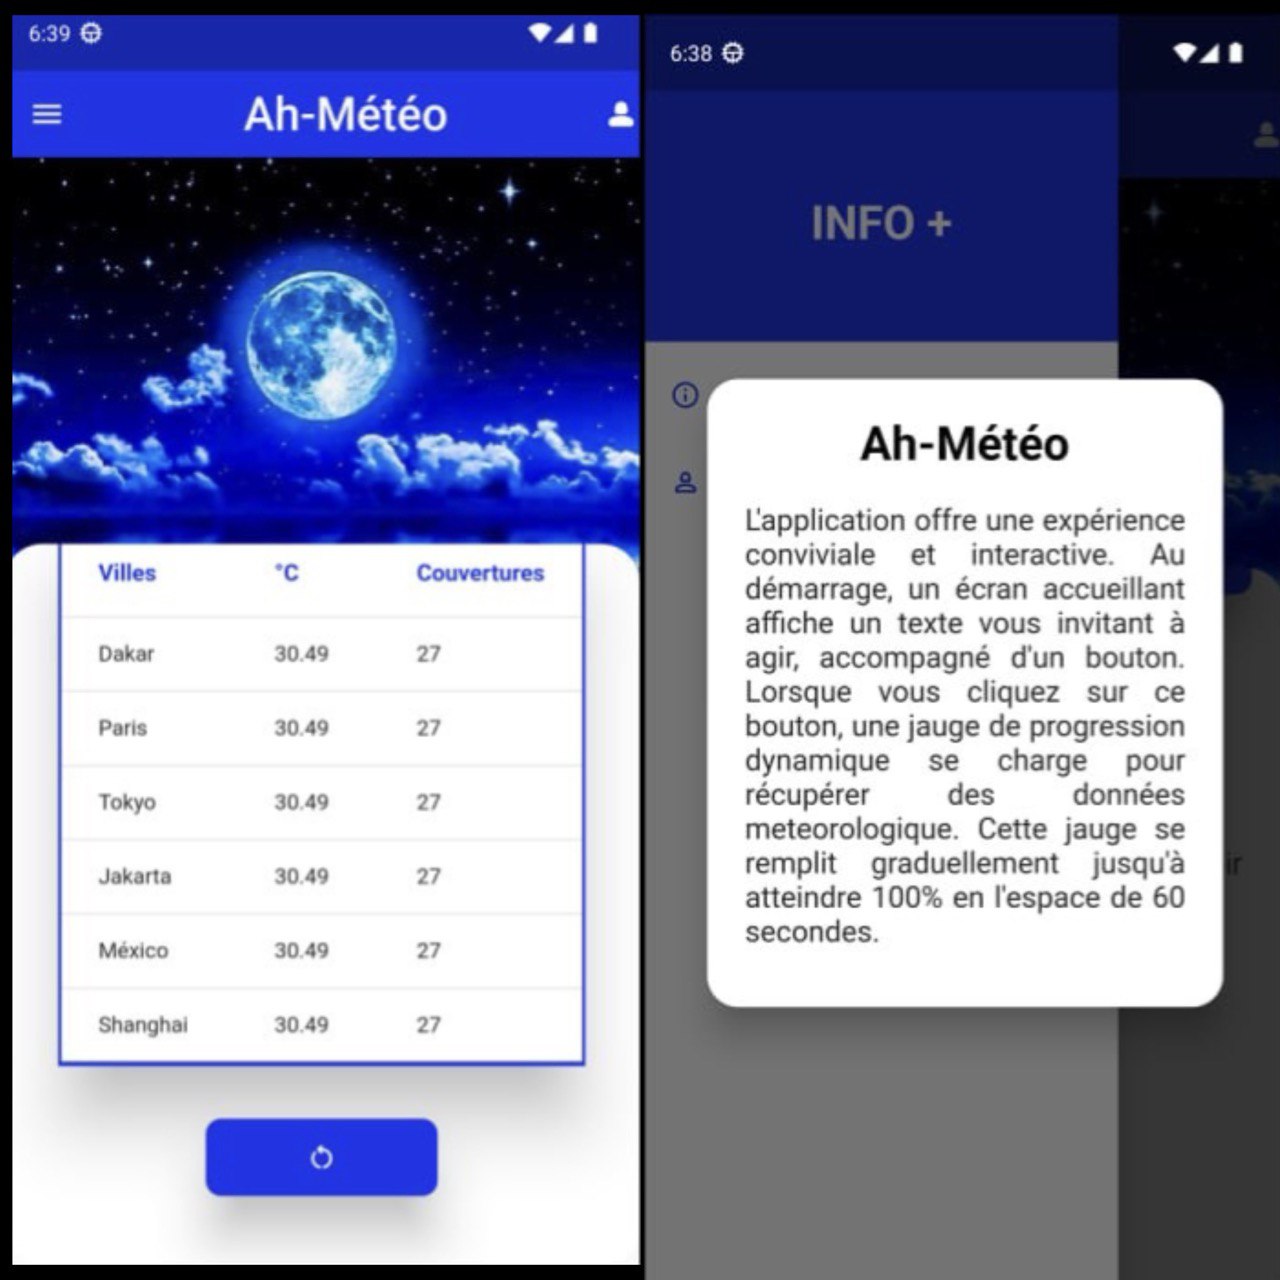 6:39
Ah-Météo
Villes °C Couvertures
Dakar 30.49 27
Paris 30.49 27
Tokyo 30.49 27
Jakarta 30.49 27
México 30.49 27
Shanghai 30.49 27
6:38
INFO +
Ah-Météo
L'application offre une expérience
conviviale et interactive. Au
démarrage, un écran accueillant
affiche un texte vous invitant à
agir, accompagné d'un bouton.
Lorsque vous cliquez sur ce
bouton, une jauge de progression
dynamique se charge pour
récupérer des données
meteorologique. Cette jauge se
remplit graduellement jusqu'à
atteindre 100% en l'espace de 60
secondes.
ir